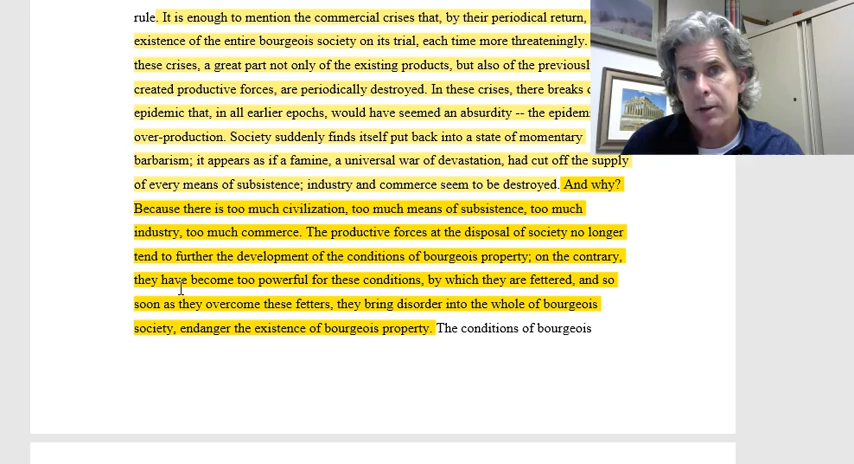 rule. It is enough to mention the commercial crises that, by their periodical return,
existence of the entire bourgeois society on its trial, each time more threateningly.
these crises, a great part not only of the existing products, but also of the previousl
created productive forces, are periodically destroyed. In these crises, there breaks
epidemic that, in all earlier epochs, would have seemed an absurdity -- the epidem
over-production. Society suddenly finds itself put back into a state of momentary
barbarism; it appears as if a famine, a universal war of devastation, had cut off the supply
of every means of subsistence; industry and commerce seem to be destroyed. And why?
Because there is too much civilization, too much means of subsistence, too much
industry, too much commerce. The productive forces at the disposal of society no longer
tend to further the development of the conditions of bourgeois property; on the contrary,
they have become too powerful for these conditions, by which they are fettered, and so
soon as they overcome these fetters, they bring disorder into the whole of bourgeois
society, endanger the existence of bourgeois property. The conditions of bourgeois